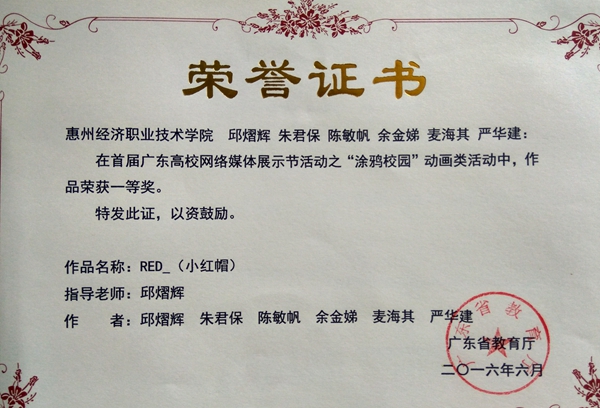 荣誉证书
惠州经济职业技术学院 邱熠辉 朱君保 陈敏帆 余金娣 麦海其 严华建：
在首届广东高校网络媒体展示节活动之“涂鸦校园”动画类活动中，作
品荣获一等奖。
特发此证，以资鼓励。
作品名称：RED_（小红帽）
指导老师：邱熠辉
作 者：邱熠辉 朱君保 陈敏帆 余金娣 麦海其 严华建
广东省教育厅
广东省教育厅
二〇一六年六月